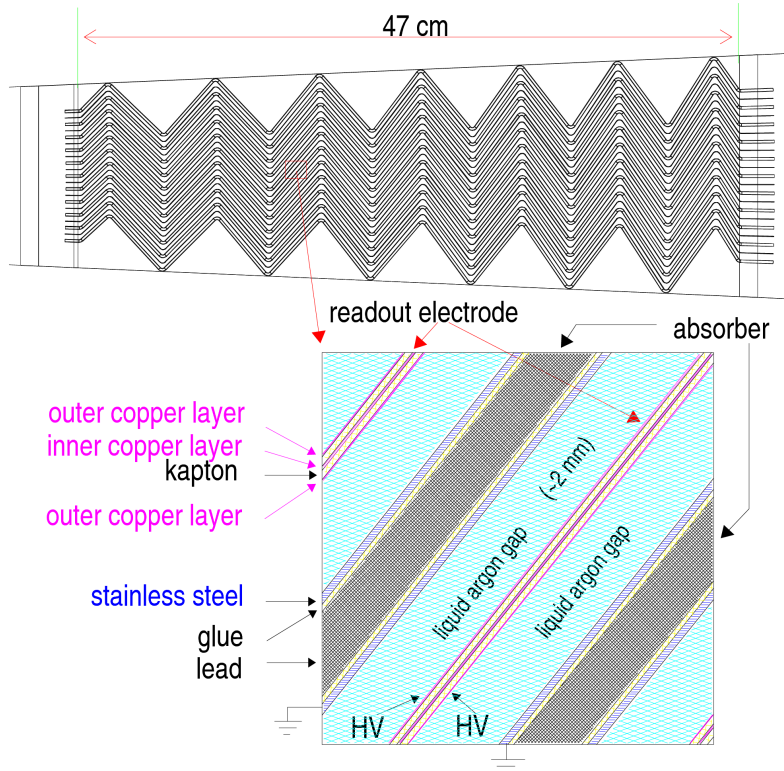 47 cm
readout electrode
absorber
outer copper layer
inner copper layer
kapton
outer copper layer
(~2 mm)
liquid argon gap
liquid argon gap
stainless steel
glue
lead
HV
HV